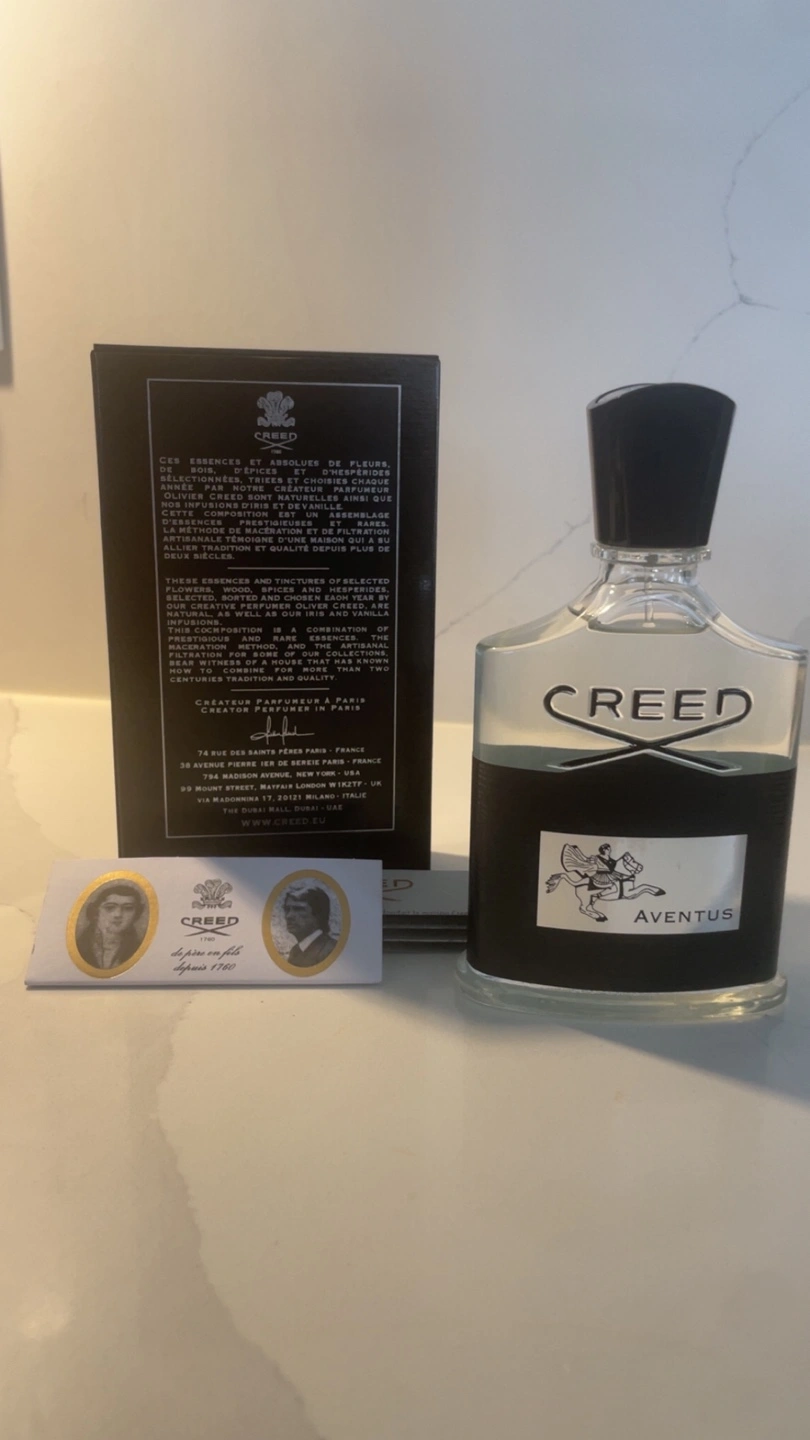 CREED
1760
CES ESSENCES ET ABSOLUES DE FLEURS,
DE BOIS, D'ÉPICES ET D'HESPÉRIDES
SÉLECTIONNÉES, TRIEES ET CHOISIES CHAQUE
ANNÉE PAR NOTRE CRÉATEUR PARFUMEUR
OLIVIER CREED SONT NATURELLES AINSI QUE
NOS INFUSIONS D'IRIS ET DE VANILLE.
CETTE COMPOSITION EST UN ASSEMBLAGE
D'ESSENCES PRESTIGIEUSES ET RARES.
LA MÉTHODE DE MACÉRATION ET DE FILTRATION
ARTISANALE TÉMOIGNE D'UNE MAISON QUI A SU
ALLIER TRADITION ET QUALITÉ DEPUIS PLUS DE
DEUX SIÈCLES.
THESE ESSENCES AND TINCTURES OF SELECTED
FLOWERS, WOOD, SPICES AND HESPERIDES,
SELECTED, SORTED AND CHOSEN EACH YEAR BY
OUR CREATIVE PERFUMER OLIVER CREED, ARE
NATURAL, AS WELL AS OUR IRIS AND VANILLA
INFUSIONS.
THIS COCMPOSITION IS A COMBINATION OF
PRESTIGIOUS AND RARE ESSENCES. THE
MACERATION METHOD, AND THE ARTISANAL
FILTRATION FOR SOME OF OUR COLLECTIONS,
BEAR WITNESS OF A HOUSE THAT HAS KNOWN
HOW TO COMBINE FOR MORE THAN TWO
CENTURIES TRADITION AND QUALITY.
CRÉATEUR PARFUMEUR À PARIS
CREATOR PERFUMER IN PARIS
74 RUE DES SAINTS PÈRES PARIS - FRANCE
38 AVENUE PIERRE 1ER DE SEREIE PARIS - FRANCE
794 MADISON AVENUE, NEW YORK - USA
99 MOUNT STREET, MAYFAIR LONDON W1K2TF - UK
VIA MADONNINA 17, 20121 MILANO - ITALIE
THE DUBAI MALL, DUBAI - UAE
WWW.CREED.EU
CREED
1760
de père en fils
depuis 1760
CREED
AVENTUS